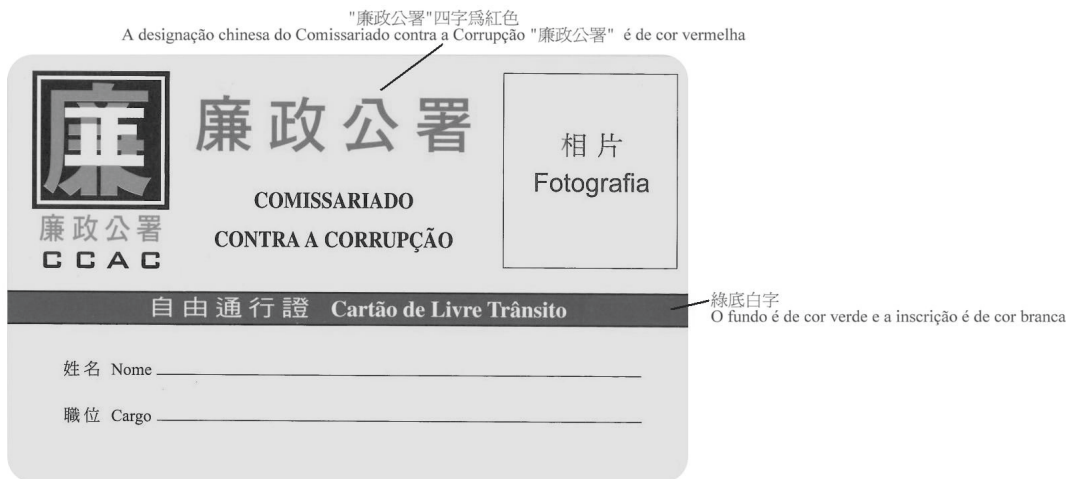 "廉政公署"四字爲紅色
A designação chinesa do Comissariado contra a Corrupção "廉政公署" é de cor vermelha
廉
廉政公署
CCAC
廉政公署
COMISSARIADO
CONTRA A CORRUPÇÃO
相片
Fotografia
自由通行證 Cartão de Livre Trânsito
綠底白字
O fundo é de cor verde e a inscrição é de cor branca
姓名 Nome
職位 Cargo